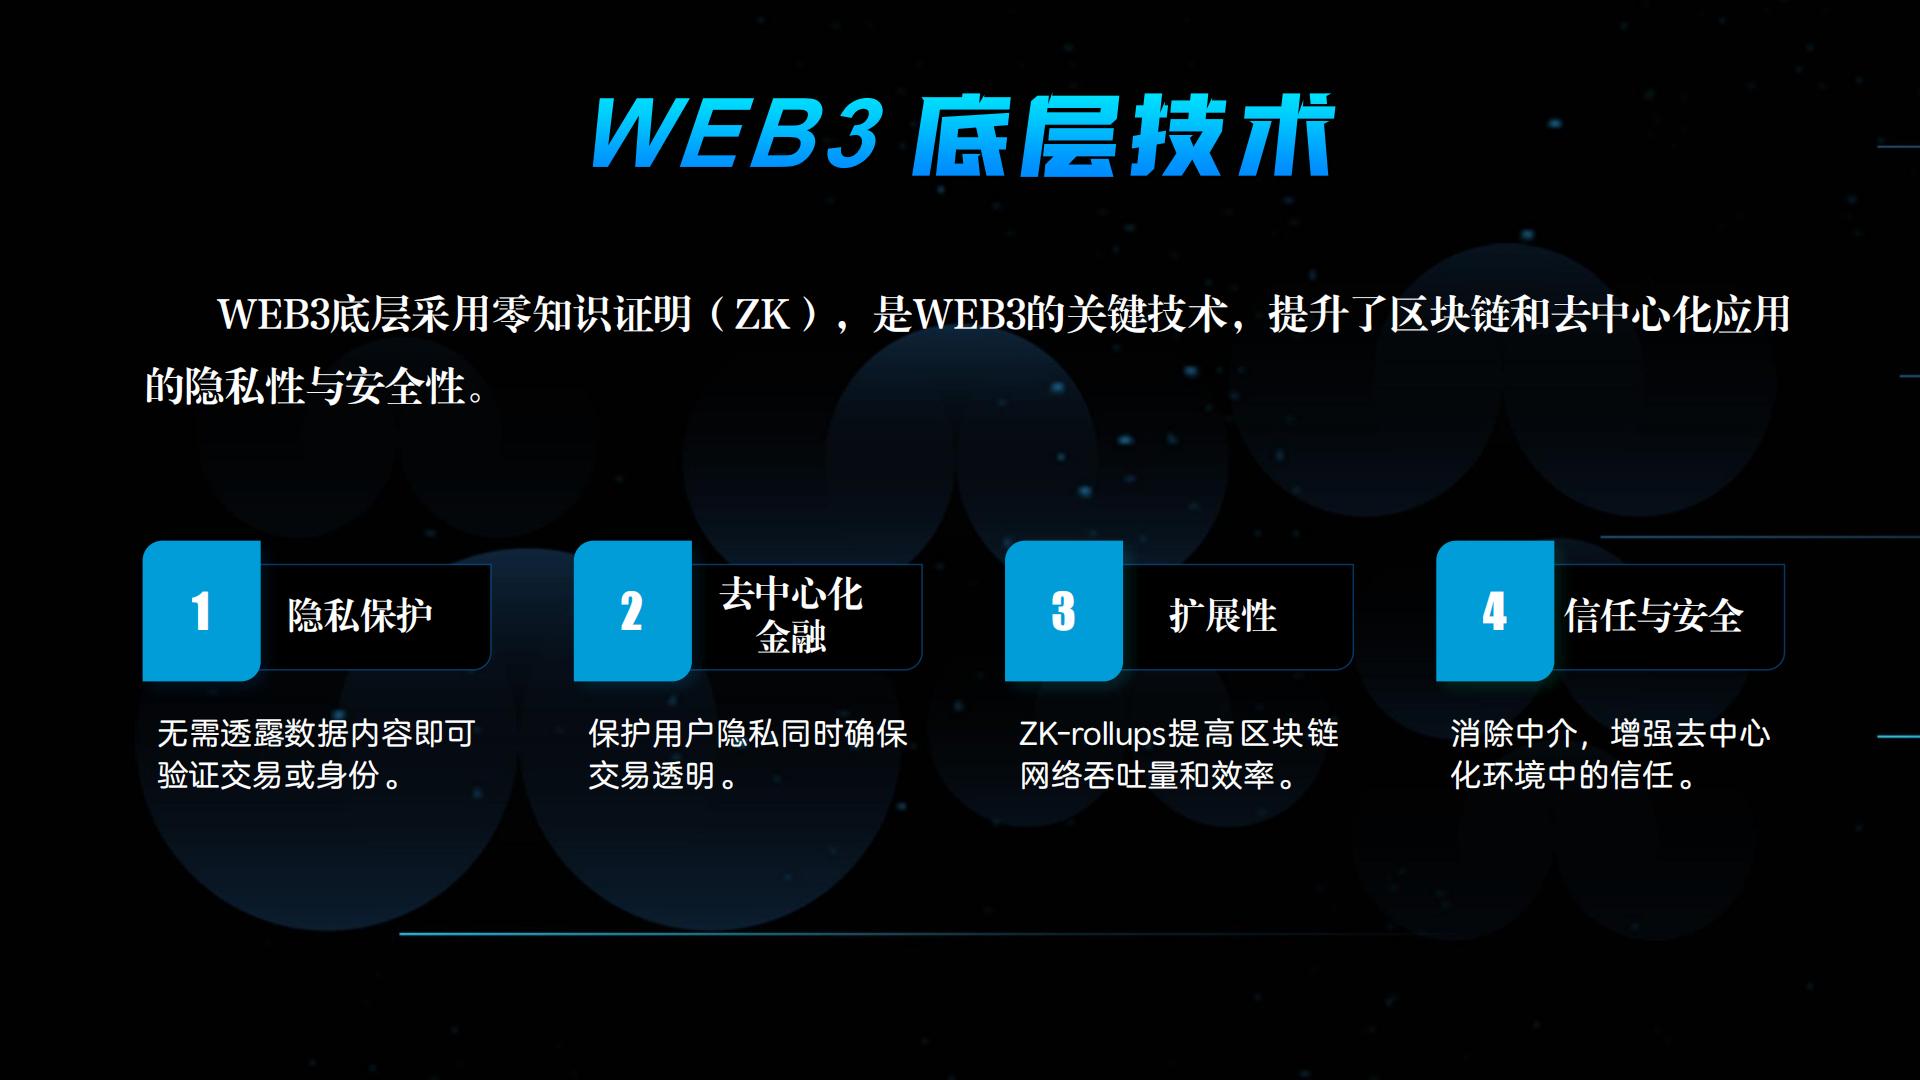 WEB3 底层技术
WEB3底层采用零知识证明（ZK），是WEB3的关键技术，提升了区块链和去中心化应用
的隐私性与安全性。
1
隐私保护
无需透露数据内容即可
验证交易或身份。
2
去中心化
金融
保护用户隐私同时确保
交易透明。
3
扩展性
ZK-rollups提高区块链
网络吞吐量和效率。
4
信任与安全
消除中介，增强去中心
化环境中的信任。